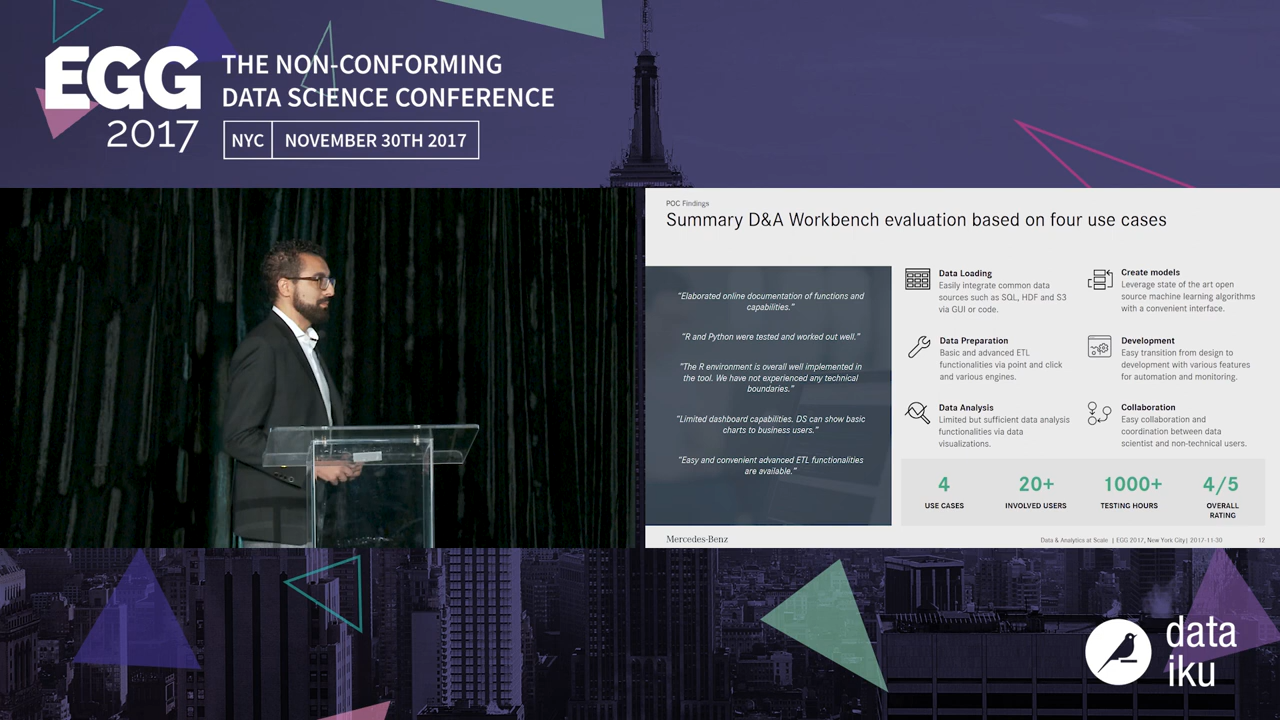 EGG
2017
THE NON-CONFORMING
DATA SCIENCE CONFERENCE
NYC
NOVEMBER 30TH 2017
POC Findings
Summary D&A Workbench evaluation based on four use cases
"Elaborated online documentation of functions and
capabilities."
"R and Python were tested and worked out well."
"The R environment is overall well implemented in
the tool. We have not experienced any technical
boundaries."
"Limited dashboard capabilities. DS can show basic
charts to business users."
"Easy and convenient advanced ETL functionalities
are available."
Data Loading
Easily integrate common data
sources such as SQL, HDF and S3
via GUI or code.
Data Preparation
Basic and advanced ETL
functionalities via point and click
and various engines.
Data Analysis
Limited but sufficient data analysis
functionalities via data
visualizations.
Create models
Leverage state of the art open
source machine learning algorithms
with a convenient interface.
Development
Easy transition from design to
development with various features
for automation and monitoring.
Collaboration
Easy collaboration and
coordination between data
scientist and non-technical users.
4
USE CASES
20+
INVOLVED USERS
1000+
TESTING HOURS
4/5
OVERALL
RATING
Mercedes-Benz
Data & Analytics at Scale | EGG 2017, New York City| 2017-11-30
12
data
iku